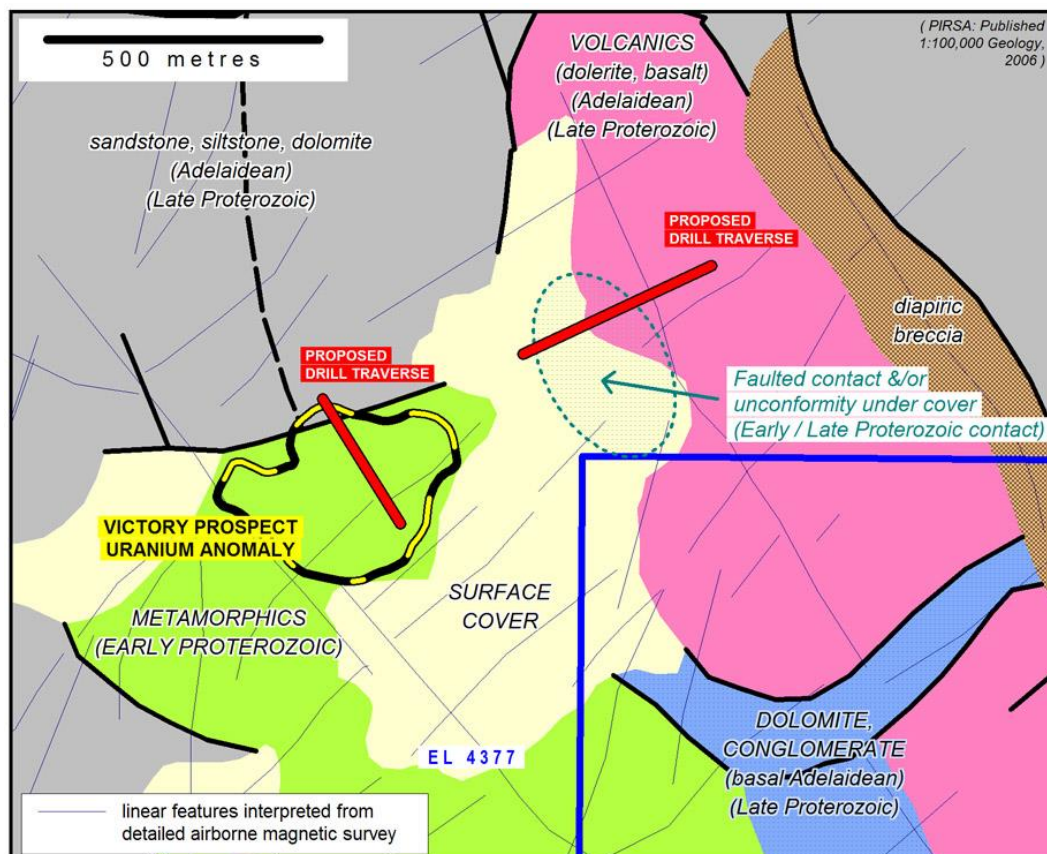 500 metres
VOLCANICS
(dolerite, basalt)
(Adelaidean)
(Late Proterozoic)
( PIRSA: Published
1:100,000 Geology,
2006 )
sandstone, siltstone, dolomite
(Adelaidean)
(Late Proterozoic)
PROPOSED
DRILL TRAVERSE
diapiric
breccia
PROPOSED
DRILL TRAVERSE
Faulted contact &/or
unconformity under cover
(Early / Late Proterozoic contact)
VICTORY PROSPECT
URANIUM ANOMALY
METAMORPHICS
(EARLY PROTEROZOIC)
SURFACE
COVER
EL 4377
DOLOMITE,
CONGLOMERATE
(basal Adelaidean)
(Late Proterozoic)
linear features interpreted from
detailed airborne magnetic survey